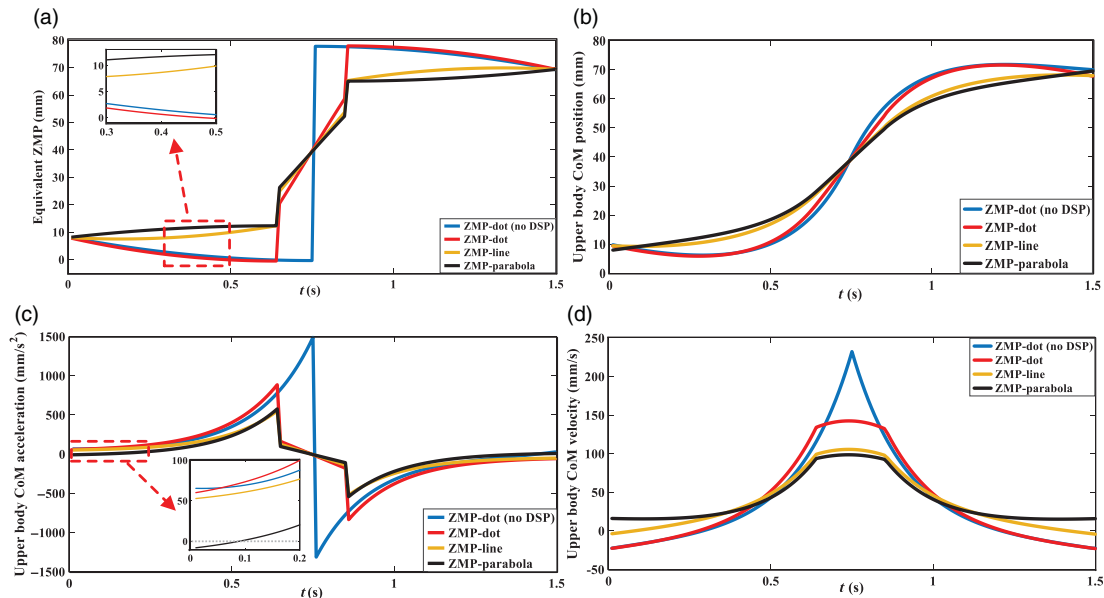 (a)
80
70
60
50
40
30
20
10
0
Equivalent ZMP (mm)
10
5
0
0.3
0.4
0.5
ZMP-dot (no DSP)
ZMP-dot
ZMP-line
ZMP-parabola
0
0.5
1
1.5
t (s)
(b)
80
70
60
50
40
30
20
10
0
Upper body CoM position (mm)
ZMP-dot (no DSP)
ZMP-dot
ZMP-line
ZMP-parabola
0
0.5
1
1.5
t (s)
(c)
1500
1000
500
0
−500
−1000
−1500
Upper body CoM acceleration (mm/s²)
100
50
0
0
0.1
0.2
ZMP-dot (no DSP)
ZMP-dot
ZMP-line
ZMP-parabola
0
0.5
1
1.5
t (s)
(d)
250
200
150
100
50
0
-50
Upper body CoM velocity (mm/s)
ZMP-dot (no DSP)
ZMP-dot
ZMP-line
ZMP-parabola
0
0.5
1
1.5
t (s)